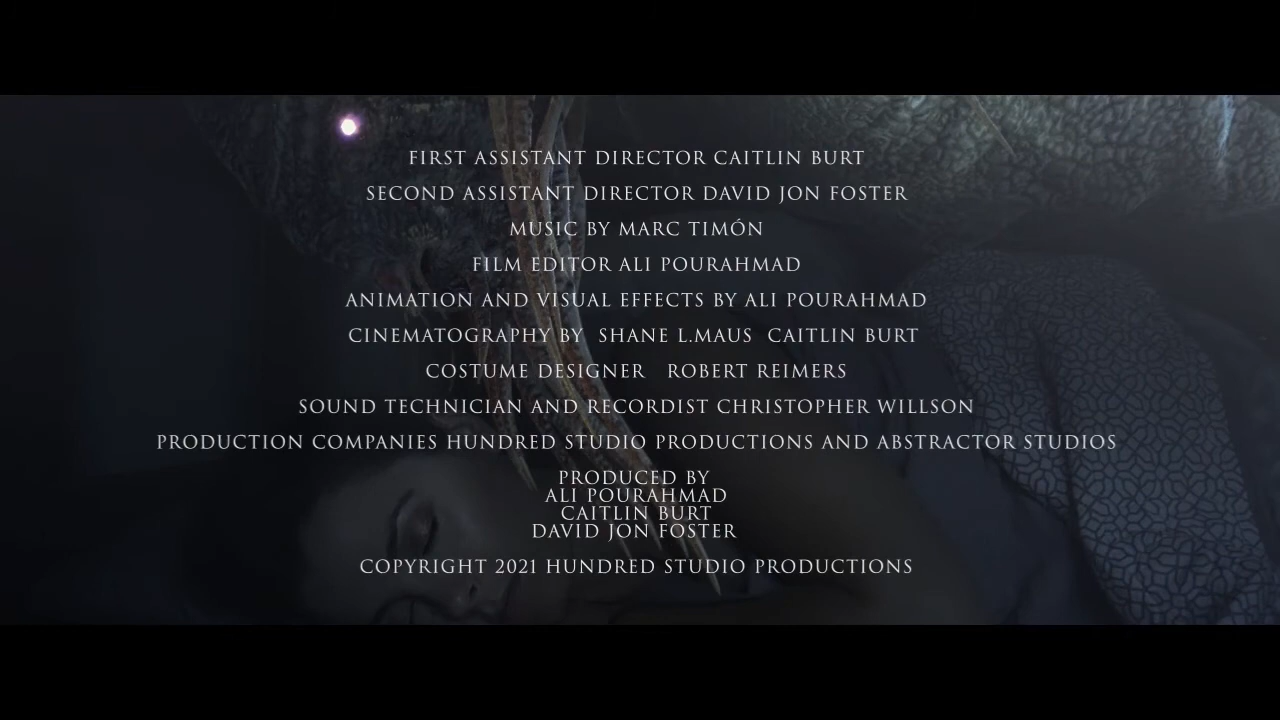 FIRST ASSISTANT DIRECTOR CAITLIN BURT
SECOND ASSISTANT DIRECTOR DAVID JON FOSTER
MUSIC BY MARC TIMÓN
FILM EDITOR ALI POURAHMAD
ANIMATION AND VISUAL EFFECTS BY ALI POURAHMAD
CINEMATOGRAPHY BY SHANE L.MAUS CAITLIN BURT
COSTUME DESIGNER ROBERT REIMERS
SOUND TECHNICIAN AND RECORDIST CHRISTOPHER WILLSON
PRODUCTION COMPANIES HUNDRED STUDIO PRODUCTIONS AND ABSTRACTOR STUDIOS
PRODUCED BY
ALI POURAHMAD
CAITLIN BURT
DAVID JON FOSTER
COPYRIGHT 2021 HUNDRED STUDIO PRODUCTIONS